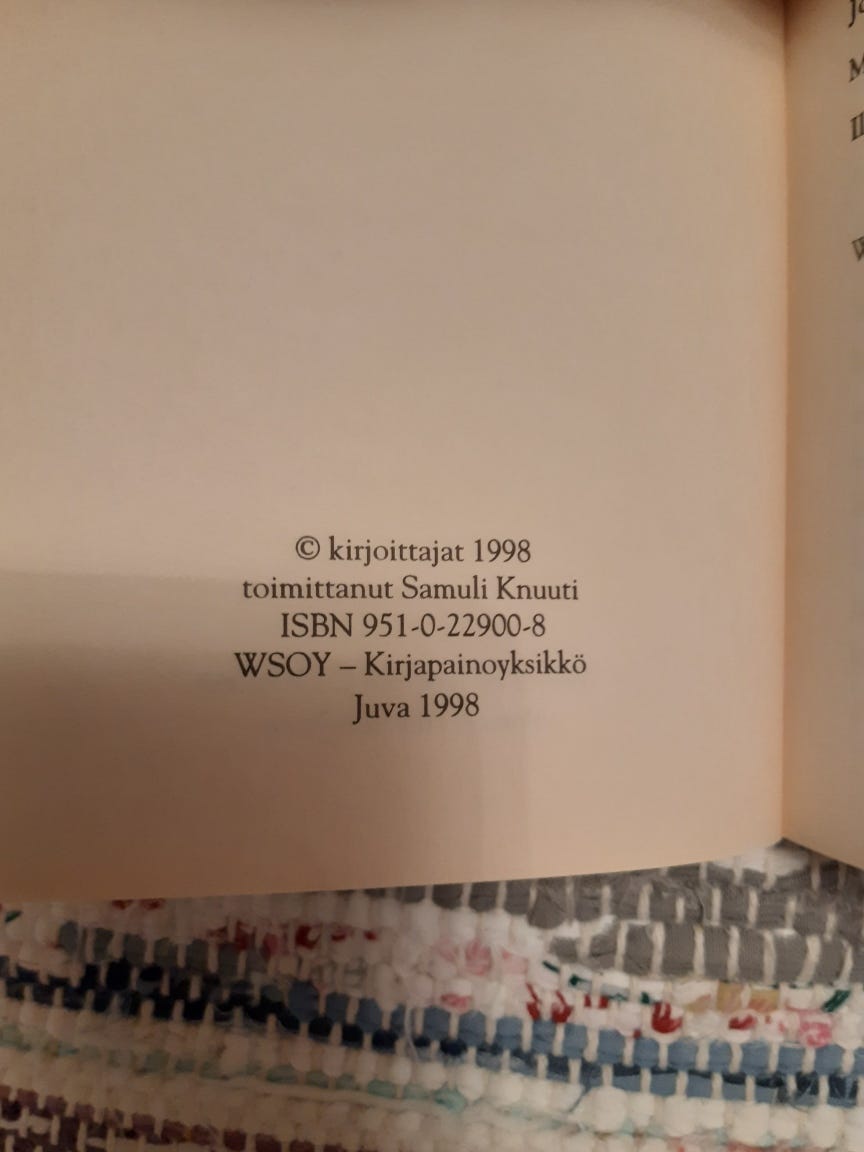 © kirjoittajat 1998
toimittanut Samuli Knuuti
ISBN 951-0-22900-8
WSOY – Kirjapainoyksikkö
Juva 1998